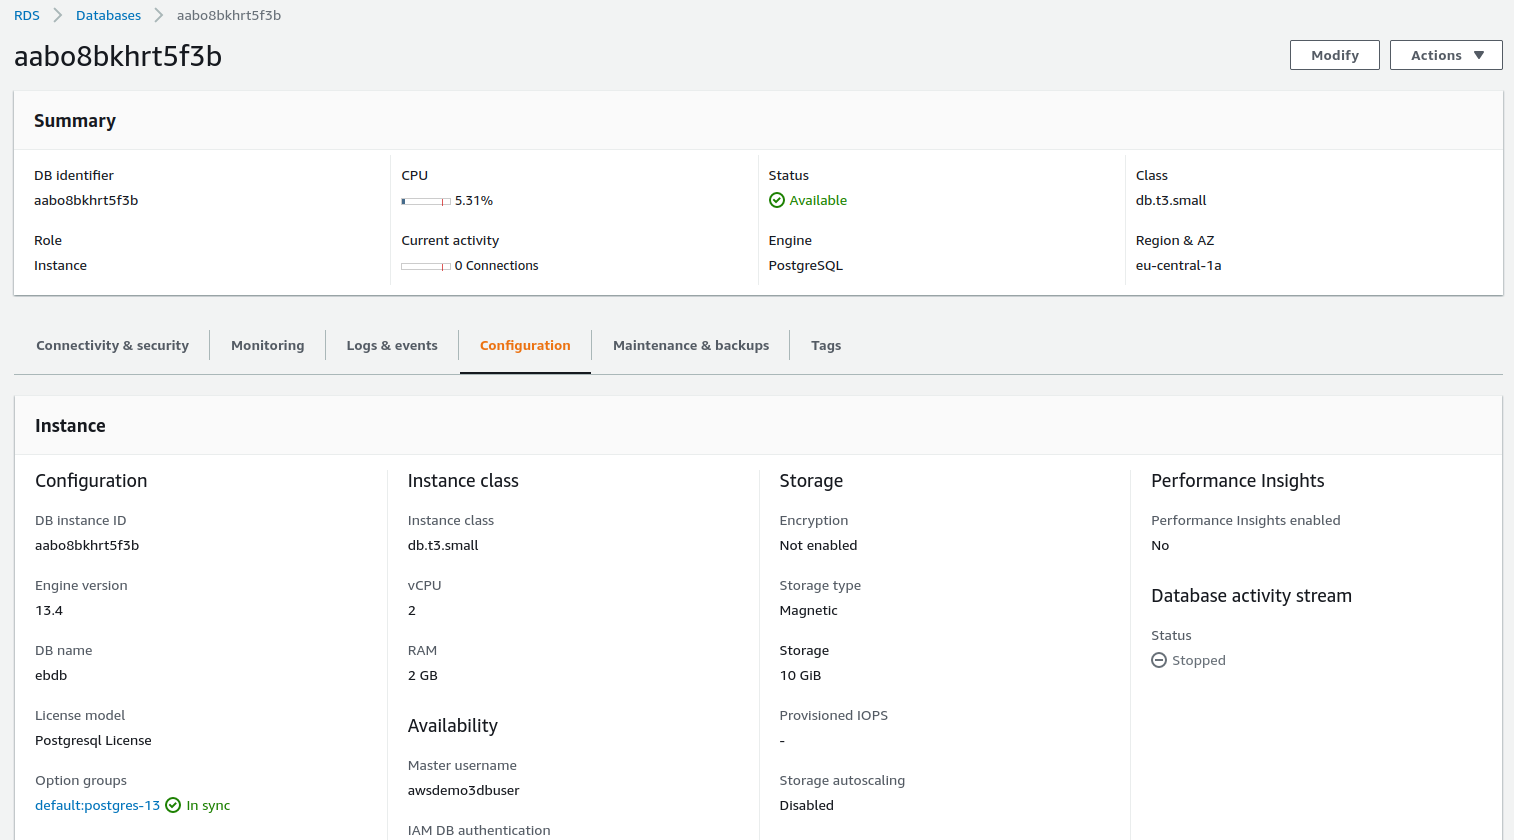 RDS > Databases > aabo8bkhrt5f3b
aabo8bkhrt5f3b
Modify
Actions ▼
Summary
DB identifier
aabo8bkhrt5f3b
Role
Instance
CPU
5.31%
Current activity
0 Connections
Status
Available
Engine
PostgreSQL
Class
db.t3.small
Region & AZ
eu-central-1a
Connectivity & security
Monitoring
Logs & events
Configuration
Maintenance & backups
Tags
Instance
Configuration
DB instance ID
aabo8bkhrt5f3b
Engine version
13.4
DB name
ebdb
License model
Postgresql License
Option groups
default:postgres-13 In sync
Instance class
Instance class
db.t3.small
vCPU
2
RAM
2 GB
Availability
Master username
awsdemo3dbuser
IAM DB authentication
Storage
Encryption
Not enabled
Storage type
Magnetic
Storage
10 GiB
Provisioned IOPS
-
Storage autoscaling
Disabled
Performance Insights
Performance Insights enabled
No
Database activity stream
Status
Stopped